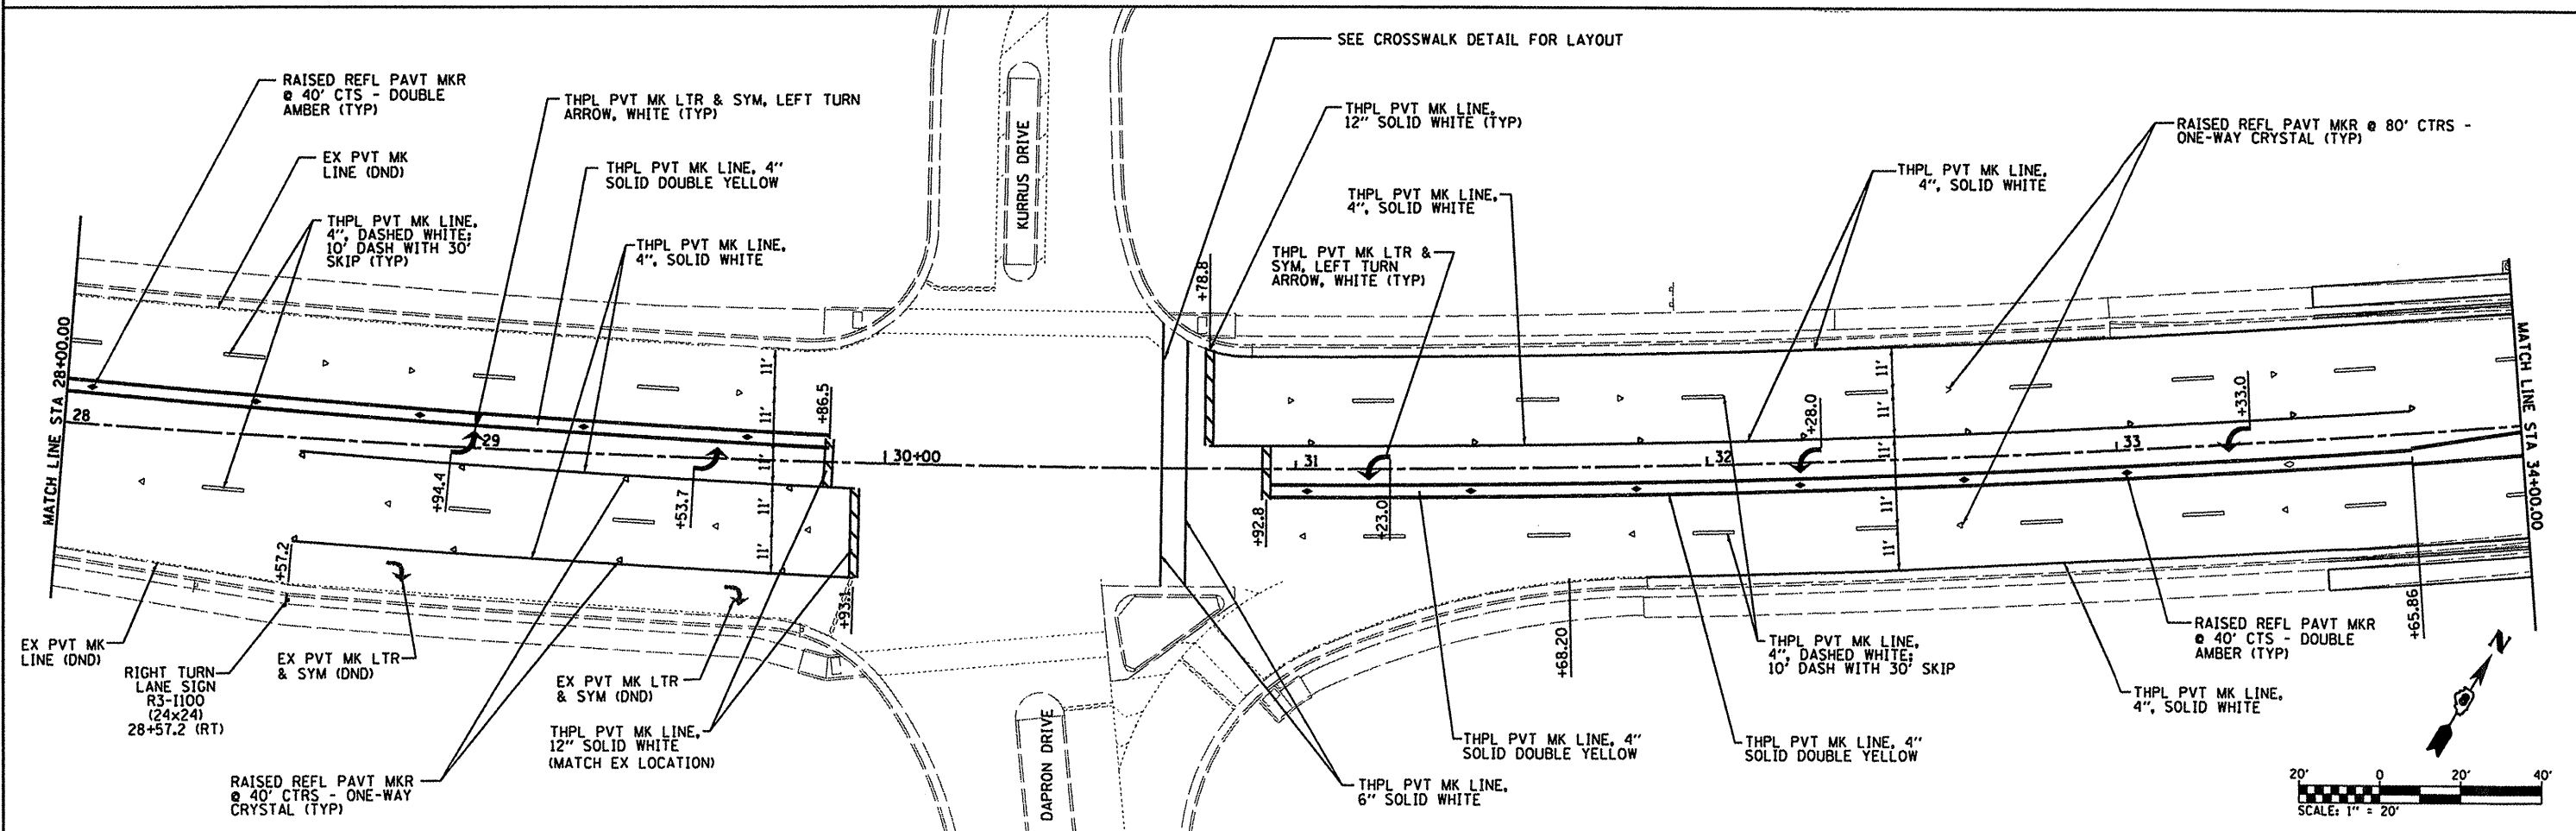 SEE CROSSWALK DETAIL FOR LAYOUT
RAISED REFL PAVT MKR
@ 40' CTS - DOUBLE
AMBER (TYP)
THPL PVT MK LTR & SYM, LEFT TURN
ARROW, WHITE (TYP)
THPL PVT MK LINE,
12" SOLID WHITE (TYP)
RAISED REFL PAVT MKR @ 80' CTRS -
ONE-WAY CRYSTAL (TYP)
KURRUS DRIVE
EX PVT MK
LINE (DND)
THPL PVT MK LINE, 4"
SOLID DOUBLE YELLOW
THPL PVT MK LINE,
4", SOLID WHITE
THPL PVT MK LINE,
4", SOLID WHITE
THPL PVT MK LINE,
4", DASHED WHITE;
10' DASH WITH 30'
SKIP (TYP)
THPL PVT MK LINE,
4", SOLID WHITE
THPL PVT MK LTR &
SYM, LEFT TURN
ARROW, WHITE (TYP)
+78.8
MATCH LINE STA 28+00.00
28
29
+86.5
11'
11'
11'
11'
30+00
31
32
33
+28.0
+33.0
11'
11'
11'
11'
11'
MATCH LINE STA 34+00.00
+94.4
+53.7
+92.8
+23.0
+57.2
+93.1
+68.20
+65.86
EX PVT MK
LINE (DND)
RIGHT TURN
LANE SIGN
R3-I100
(24x24)
28+57.2 (RT)
EX PVT MK LTR
& SYM (DND)
EX PVT MK LTR
& SYM (DND)
THPL PVT MK LINE,
12" SOLID WHITE
(MATCH EX LOCATION)
RAISED REFL PAVT MKR
@ 40' CTRS - ONE-WAY
CRYSTAL (TYP)
DAPRON DRIVE
THPL PVT MK LINE,
6" SOLID WHITE
THPL PVT MK LINE, 4"
SOLID DOUBLE YELLOW
THPL PVT MK LINE, 4"
SOLID DOUBLE YELLOW
THPL PVT MK LINE,
4", DASHED WHITE;
10' DASH WITH 30' SKIP
RAISED REFL PAVT MKR
@ 40' CTS - DOUBLE
AMBER (TYP)
THPL PVT MK LINE,
4", SOLID WHITE
N
20' 0 20' 40'
SCALE: 1" = 20'